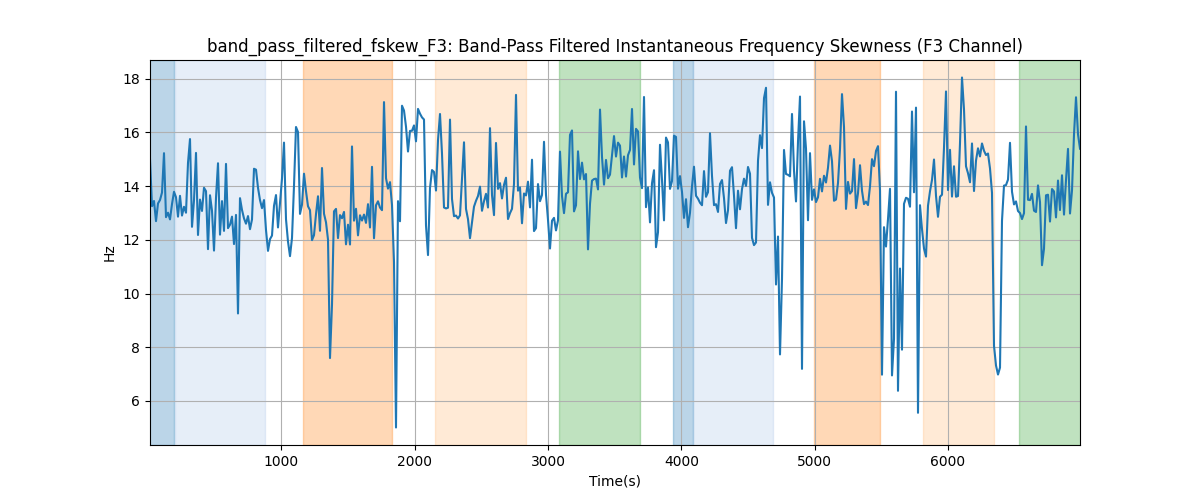 band_pass_filtered_fskew_F3: Band-Pass Filtered Instantaneous Frequency Skewness (F3 Channel)
18
16
14
12
10
8
6
Hz
1000 2000 3000 4000 5000 6000
Time(s)